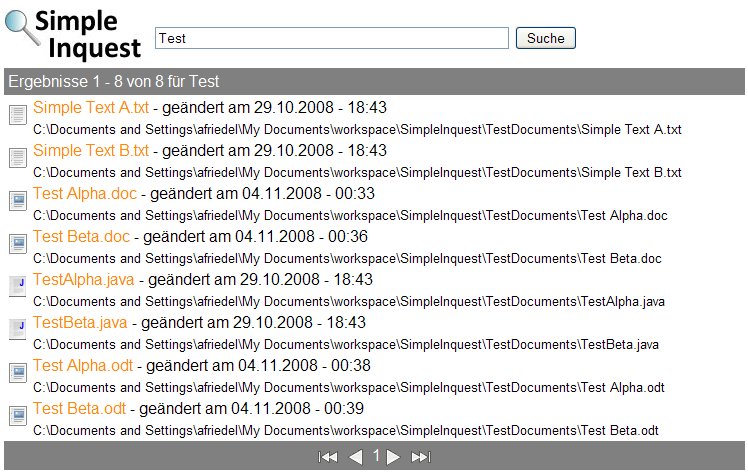 Simple
Inquest
Test
Suche
Ergebnisse 1 - 8 von 8 für Test
Simple Text A.txt - geändert am 29.10.2008 - 18:43
C:\Documents and Settings\afriedel\My Documents\workspace\SimpleInquest\TestDocuments\Simple Text A.txt
Simple Text B.txt - geändert am 29.10.2008 - 18:43
C:\Documents and Settings\afriedel\My Documents\workspace\SimpleInquest\TestDocuments\Simple Text B.txt
Test Alpha.doc - geändert am 04.11.2008 - 00:33
C:\Documents and Settings\afriedel\My Documents\workspace\SimpleInquest\TestDocuments\Test Alpha.doc
Test Beta.doc - geändert am 04.11.2008 - 00:36
C:\Documents and Settings\afriedel\My Documents\workspace\SimpleInquest\TestDocuments\Test Beta.doc
J
TestAlpha.java - geändert am 29.10.2008 - 18:43
C:\Documents and Settings\afriedel\My Documents\workspace\SimpleInquest\TestDocuments\TestAlpha.java
J
TestBeta.java - geändert am 29.10.2008 - 18:43
C:\Documents and Settings\afriedel\My Documents\workspace\SimpleInquest\TestDocuments\TestBeta.java
Test Alpha.odt - geändert am 04.11.2008 - 00:38
C:\Documents and Settings\afriedel\My Documents\workspace\SimpleInquest\TestDocuments\Test Alpha.odt
Test Beta.odt - geändert am 04.11.2008 - 00:39
C:\Documents and Settings\afriedel\My Documents\workspace\SimpleInquest\TestDocuments\Test Beta.odt
1